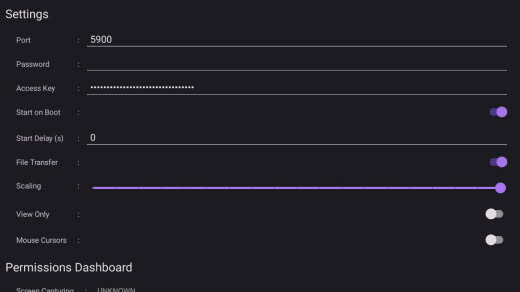 Settings
Port : 5900
Password :
Access Key : ••••••••••••••••••••••••••••••••
Start on Boot :
Start Delay (s) : 0
File Transfer :
Scaling :
View Only :
Mouse Cursors :
Permissions Dashboard
Screen Capturing : UNKNOWN